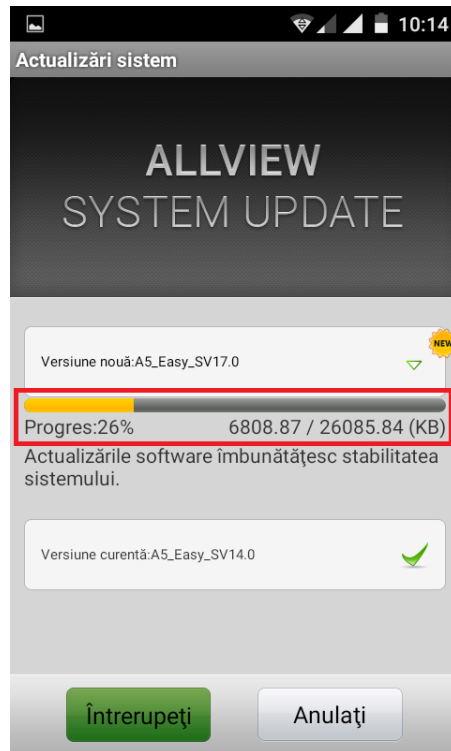 10:14
Actualizări sistem
ALLVIEW
SYSTEM UPDATE
NEW
Versiune nouă:A5_Easy_SV17.0
Progres:26% 6808.87 / 26085.84 (KB)
Actualizările software îmbunătăţesc stabilitatea
sistemului.
Versiune curentă:A5_Easy_SV14.0
Întrerupeţi Anulaţi